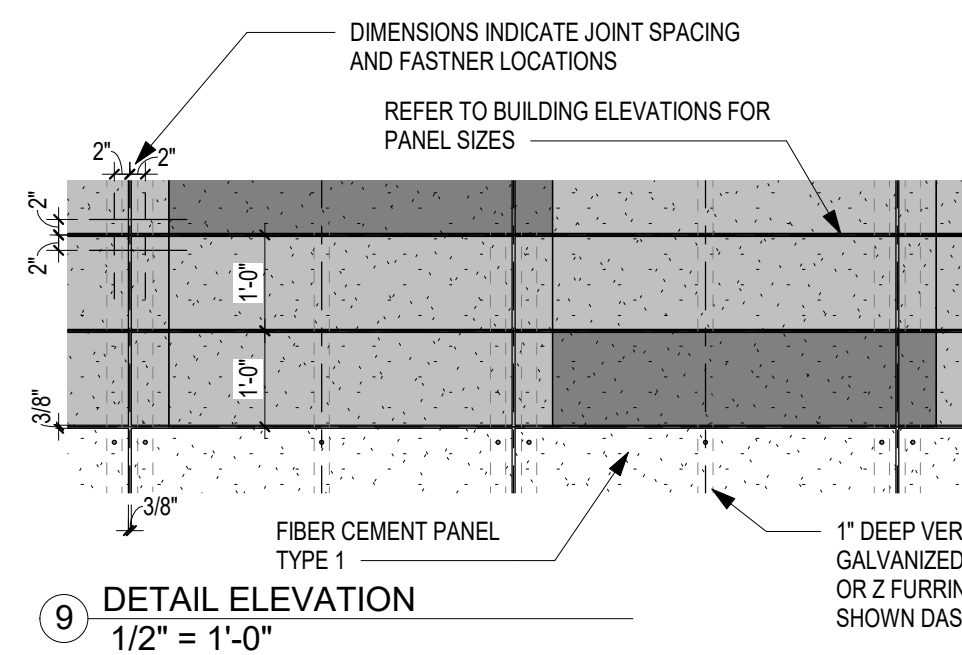 DIMENSIONS INDICATE JOINT SPACING
AND FASTNER LOCATIONS
REFER TO BUILDING ELEVATIONS FOR
PANEL SIZES
2"
2"
2"
2"
1'-0"
1'-0"
3/8"
3/8"
FIBER CEMENT PANEL
TYPE 1
1" DEEP VER
GALVANIZED
OR Z FURRIN
SHOWN DAS
9 DETAIL ELEVATION
1/2" = 1'-0"